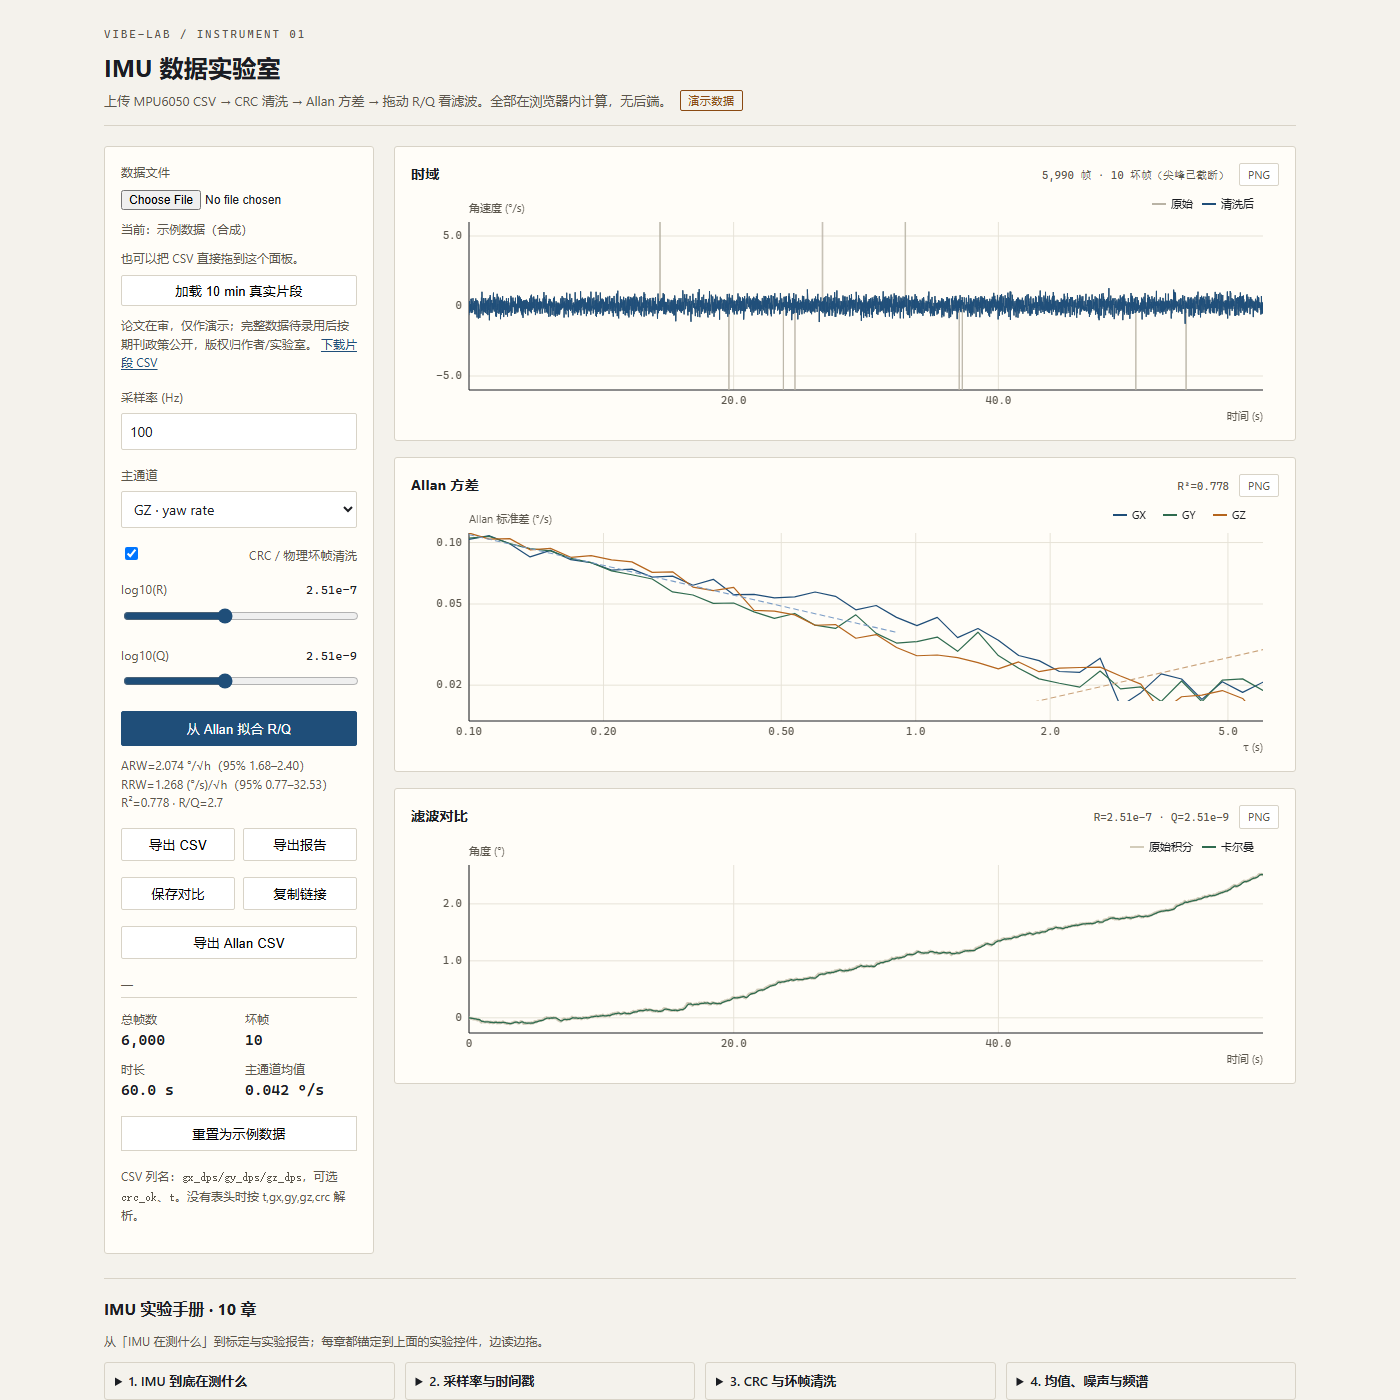 VIBE-LAB / INSTRUMENT 01
IMU 数据实验室
上传 MPU6050 CSV → CRC 清洗 → Allan 方差 → 拖动 R/Q 看滤波。全部在浏览器内计算，无后端。 演示数据
数据文件
Choose File No file chosen
当前：示例数据（合成）
也可以把 CSV 直接拖到这个面板。
加载 10 min 真实片段
论文在审，仅作演示；完整数据待录用后按
期刊政策公开，版权归作者/实验室。 下载片
段 CSV
采样率 (Hz)
100
主通道
GZ · yaw rate
CRC / 物理坏帧清洗
log10(R) 2.51e-7
log10(Q) 2.51e-9
从 Allan 拟合 R/Q
ARW=2.074 °/√h（95% 1.68–2.40）
RRW=1.268 (°/s)/√h（95% 0.77–32.53）
R²=0.778 · R/Q=2.7
导出 CSV 导出报告
保存对比 复制链接
导出 Allan CSV
—
总帧数 坏帧
6,000 10
时长 主通道均值
60.0 s 0.042 °/s
重置为示例数据
CSV 列名：gx_dps/gy_dps/gz_dps，可选
crc_ok、t。没有表头时按 t,gx,gy,gz,crc 解
析。
时域 5,990 帧 · 10 坏帧（尖峰已截断） PNG
角速度 (°/s) 原始 清洗后
5.0
0
−5.0
20.0 40.0
时间 (s)
Allan 方差 R²=0.778 PNG
Allan 标准差 (°/s) GX GY GZ
0.10
0.05
0.02
0.10 0.20 0.50 1.0 2.0 5.0
τ (s)
滤波对比 R=2.51e-7 · Q=2.51e-9 PNG
角度 (°) 原始积分 卡尔曼
2.0
1.0
0
0 20.0 40.0
时间 (s)
IMU 实验手册 · 10 章
从「IMU 在测什么」到标定与实验报告；每章都锚定到上面的实验控件，边读边拖。
1. IMU 到底在测什么 2. 采样率与时间戳 3. CRC 与坏帧清洗 4. 均值、噪声与频谱